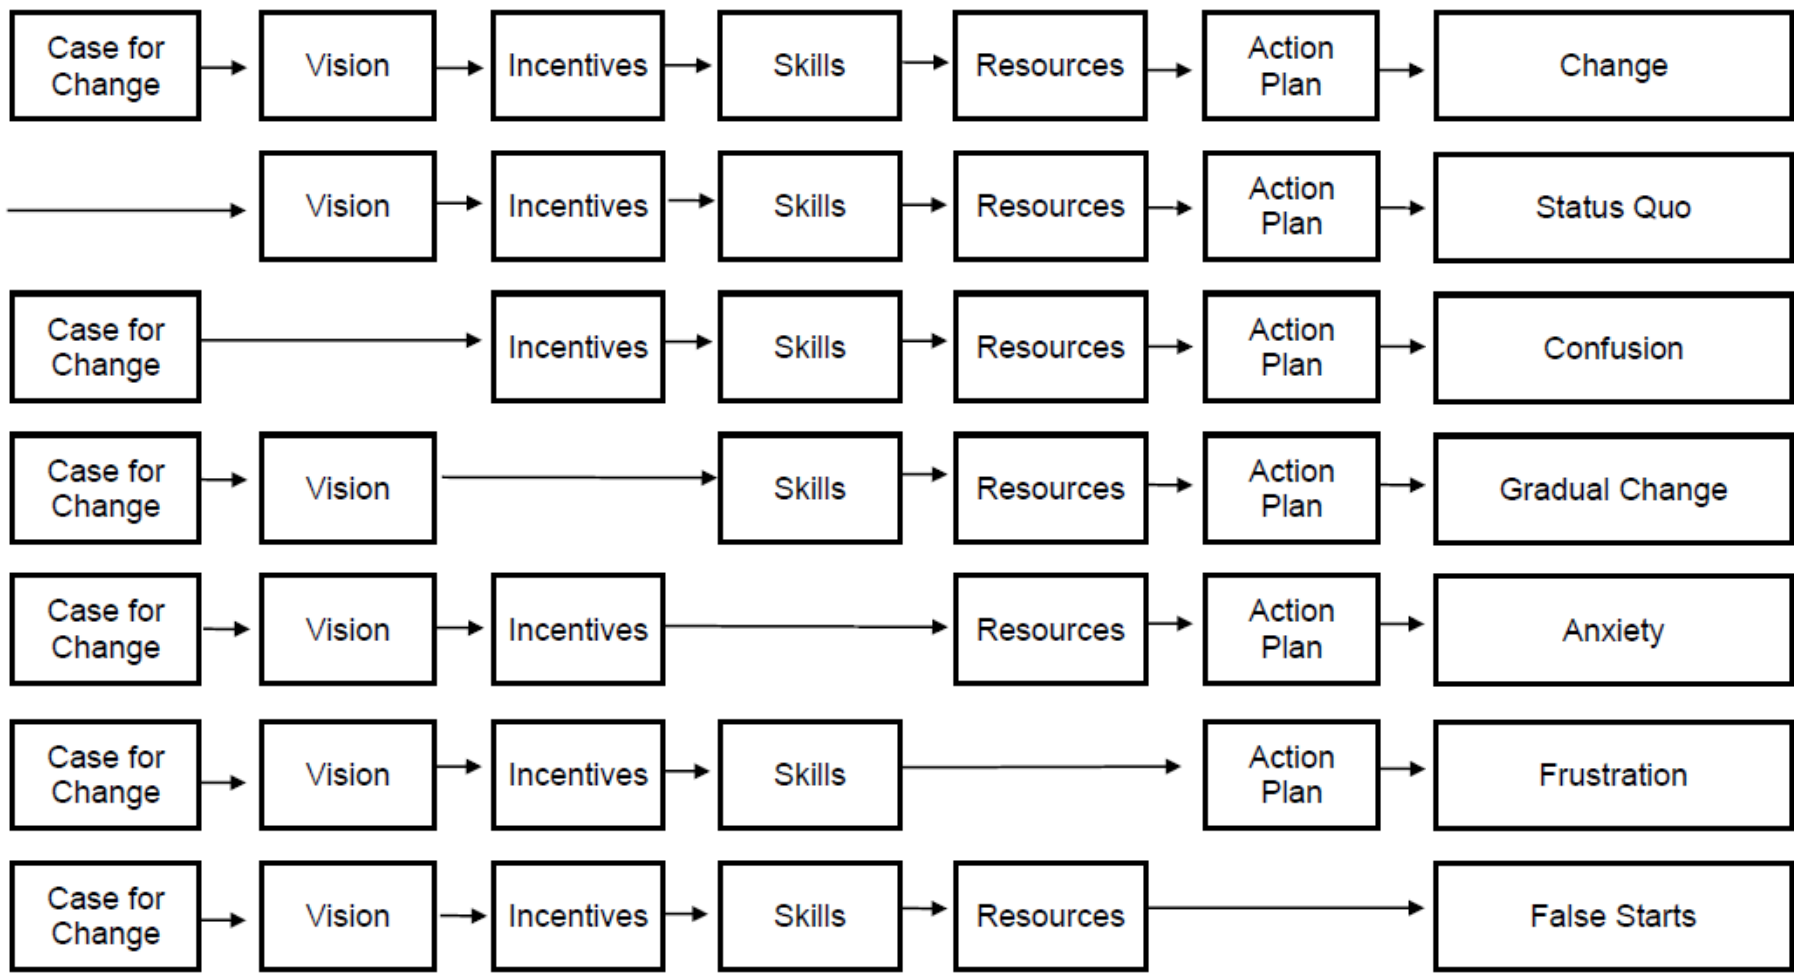 Case for
Change
Vision
Incentives
Skills
Resources
Action
Plan
Change
Vision
Incentives
Skills
Resources
Action
Plan
Status Quo
Case for
Change
Incentives
Skills
Resources
Action
Plan
Confusion
Case for
Change
Vision
Skills
Resources
Action
Plan
Gradual Change
Case for
Change
Vision
Incentives
Resources
Action
Plan
Anxiety
Case for
Change
Vision
Incentives
Skills
Action
Plan
Frustration
Case for
Change
Vision
Incentives
Skills
Resources
False Starts